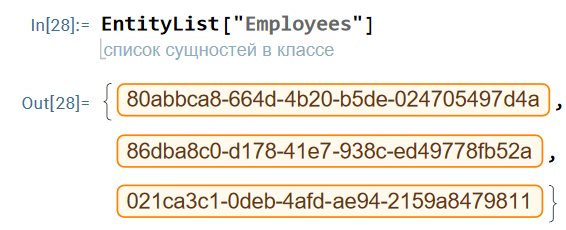 In[28]:= EntityList["Employees"]
список сущностей в классе
Out[28]= { 80abbca8-664d-4b20-b5de-024705497d4a ,
86dba8c0-d178-41e7-938c-ed49778fb52a ,
021ca3c1-0deb-4afd-ae94-2159a8479811 }